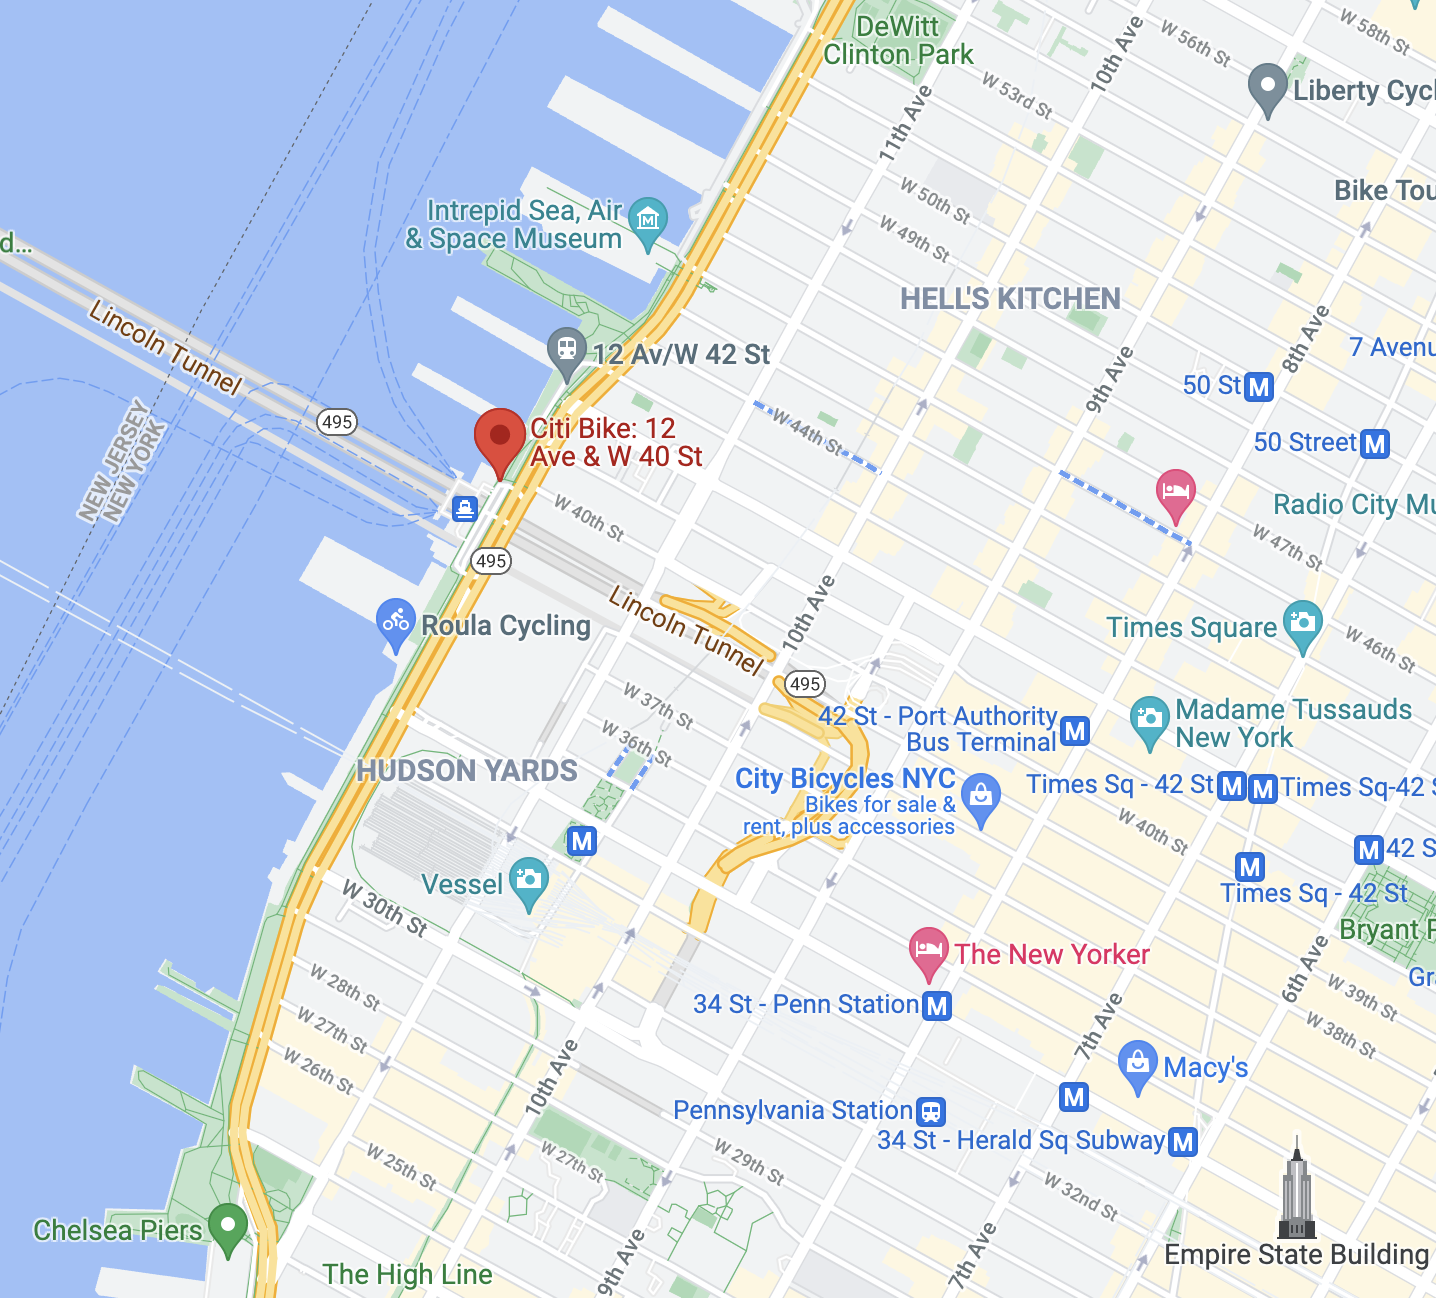 DeWitt
Clinton Park
W 56th St
10th Ave
W 58th St
W 53rd St
11th Ave
Liberty Cycl
W 50th St
Bike Tou
Intrepid Sea, Air
& Space Museum
W 49th St
d...
HELL'S KITCHEN
Lincoln Tunnel
12 Av/W 42 St
8th Ave
7 Avenu
50 St
M
9th Ave
495
Citi Bike: 12
Ave & W 40 St
W 44th St
50 Street
M
NEW JERSEY
NEW YORK
W 40th St
Radio City Mu
W 47th St
495
Lincoln Tunnel
10th Ave
Roula Cycling
Times Square
W 46th St
495
W 37th St
42 St - Port Authority
Bus Terminal
M
Madame Tussauds
New York
W 36th St
HUDSON YARDS
City Bicycles NYC
Bikes for sale &
rent, plus accessories
Times Sq - 42 St
M
M
Times Sq-42 S
W 40th St
M
M
42 S
M
Times Sq - 42 St
Vessel
W 30th St
Bryant P
The New Yorker
6th Ave
Gr
W 28th St
34 St - Penn Station
M
W 39th St
W 27th St
7th Ave
W 38th St
W 26th St
10th Ave
Macy's
M
Pennsylvania Station
34 St - Herald Sq Subway
M
W 25th St
W 27th St
W 29th St
W 32nd St
Chelsea Piers
The High Line
9th Ave
7th Ave
Empire State Building